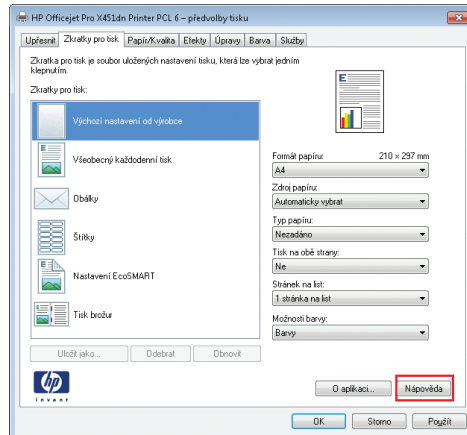 HP Officejet Pro X451dn Printer PCL 6 – předvolby tisku
Upřesnit Zkratky pro tisk Papír/Kvalita Efekty Úpravy Barva Služby
Zkratka pro tisk je soubor uložených nastavení tisku, která lze vybrat jedním
klepnutím.
Zkratky pro tisk:
Výchozí nastavení od výrobce
Všeobecný každodenní tisk
Obálky
Štítky
Nastavení EcoSMART
Tisk brožur
Uložit jako... Odebrat Obnovit
E
Formát papíru: 210 × 297 mm
A4
Zdroj papíru:
Automaticky vybrat
Typ papíru:
Nezadáno
Tisk na obě strany:
Ne
Stránek na list:
1 stránka na list
Možnosti barvy:
Barvy
hp
invent
O aplikaci... Nápověda
OK Storno Použít